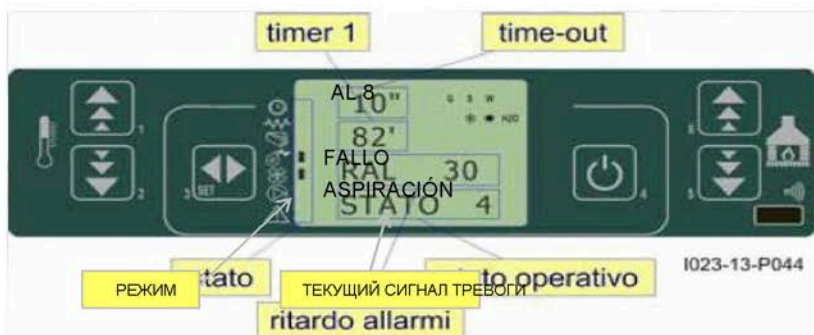 timer 1 time-out
AL 8
10""
G S W
H2O
82"
FALLO
RAL 30
ASPIRACIÓN
STATO 4
1
2
3 SET
4
5
6
I023-13-P044
stato
РЕЖИМ
ТЕКУЩИЙ СИГНАЛ ТРЕВОГИ
to operativo
ritardo allarmi